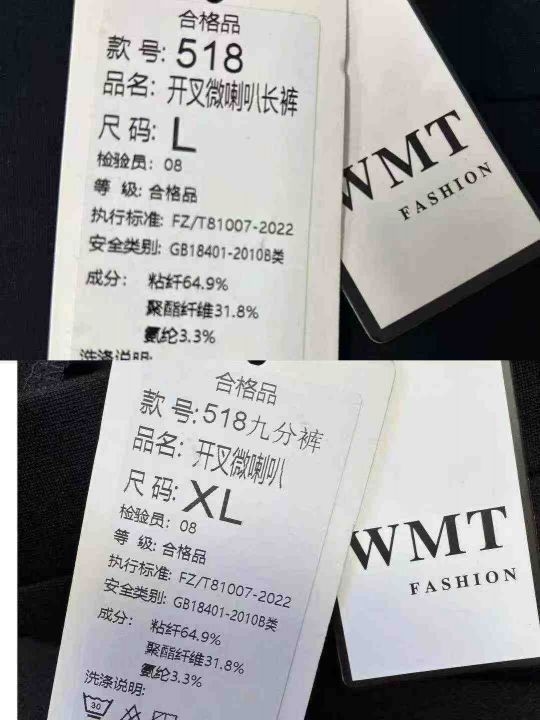 合格品
款 号: 518
品名: 开叉微喇叭长裤
尺 码: L
检验员: 08
等 级: 合格品
执行标准: FZ/T81007-2022
安全类别: GB18401-2010B类
成分: 粘纤64.9%
聚酯纤维31.8%
氨纶3.3%
洗涤说明:
WMT
FASHION
合格品
款 号: 518九分裤
品名: 开叉微喇叭
尺 码: XL
检验员: 08
等 级: 合格品
执行标准: FZ/T81007-2022
安全类别: GB18401-2010B类
成分: 粘纤64.9%
聚酯纤维31.8%
氨纶3.3%
洗涤说明:
30
WMT
FASHION